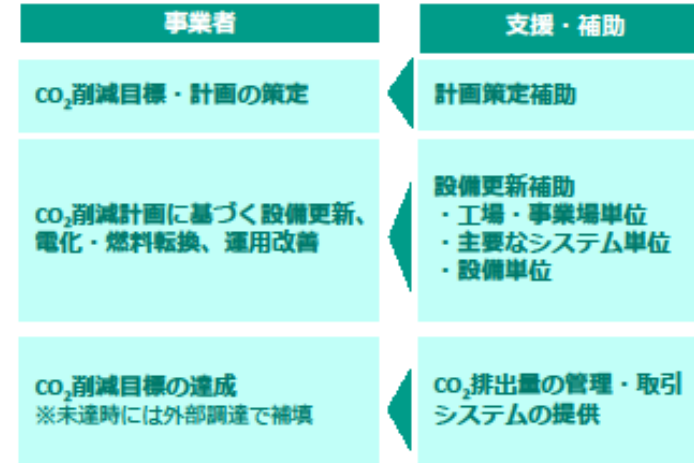 事業者
支援・補助
CO₂削減目標・計画の策定
計画策定補助
CO₂削減計画に基づく設備更新、
電化・燃料転換、運用改善
設備更新補助
・工場・事業場単位
・主要なシステム単位
・設備単位
CO₂削減目標の達成
※未達時には外部調達で補填
CO₂排出量の管理・取引
システムの提供